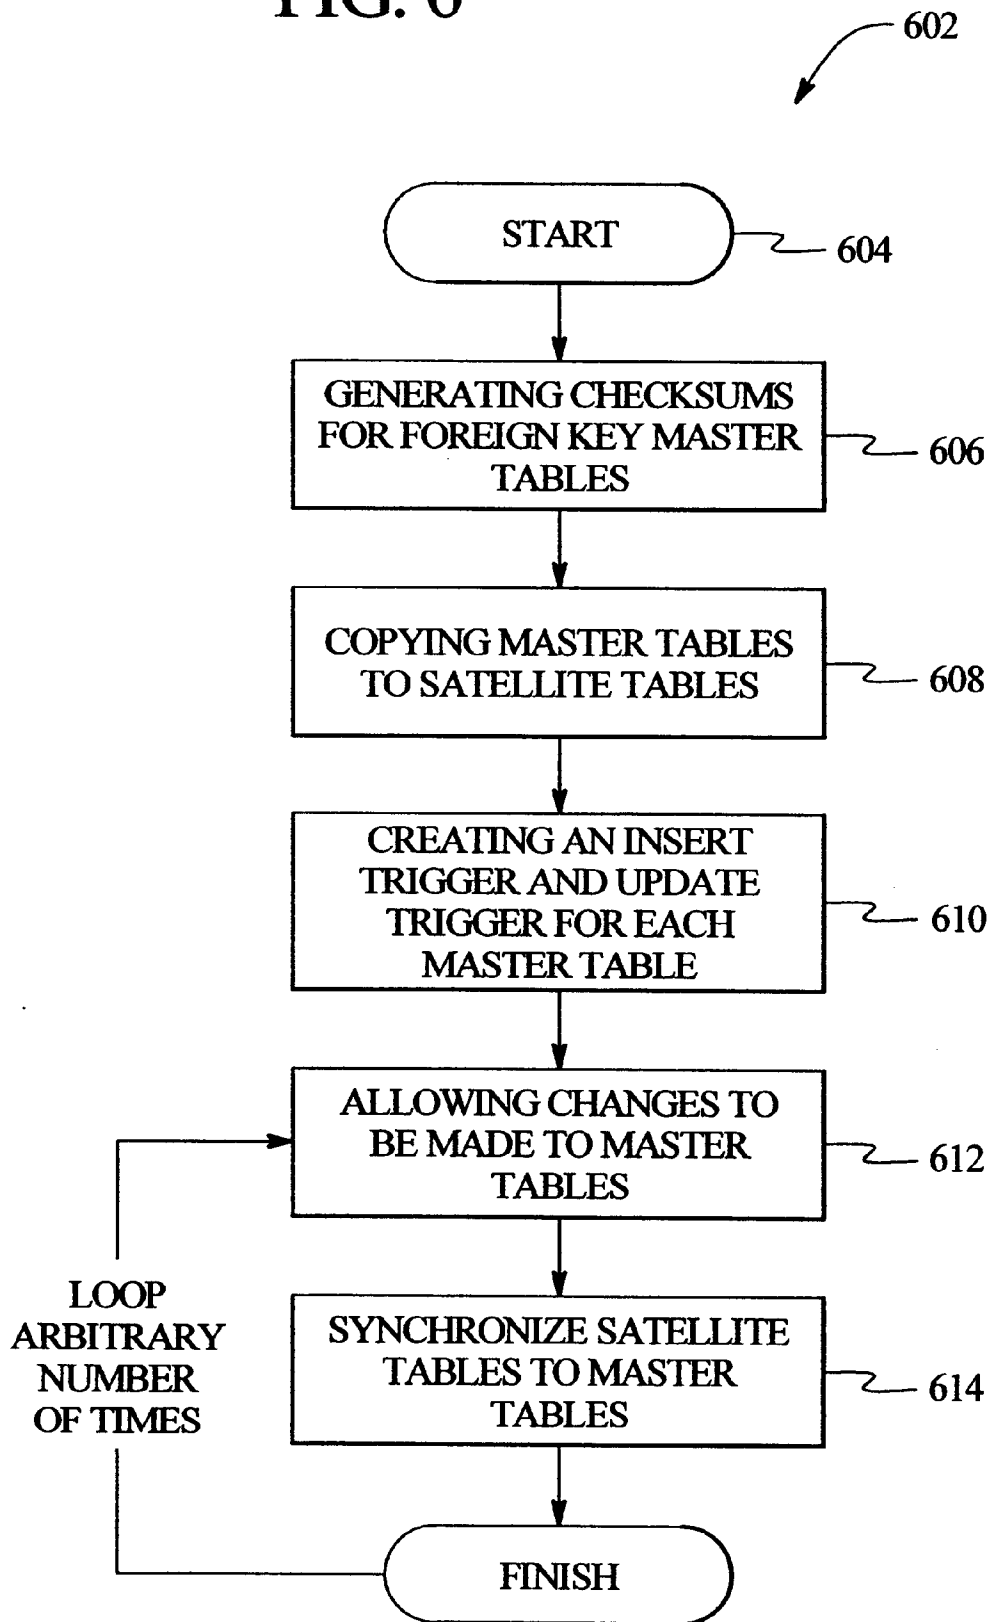 FIG. 6
602
START
604
GENERATING CHECKSUMS
FOR FOREIGN KEY MASTER
TABLES
606
COPYING MASTER TABLES
TO SATELLITE TABLES
608
CREATING AN INSERT
TRIGGER AND UPDATE
TRIGGER FOR EACH
MASTER TABLE
610
ALLOWING CHANGES TO
BE MADE TO MASTER
TABLES
612
LOOP
ARBITRARY
NUMBER
OF TIMES
SYNCHRONIZE SATELLITE
TABLES TO MASTER
TABLES
614
FINISH